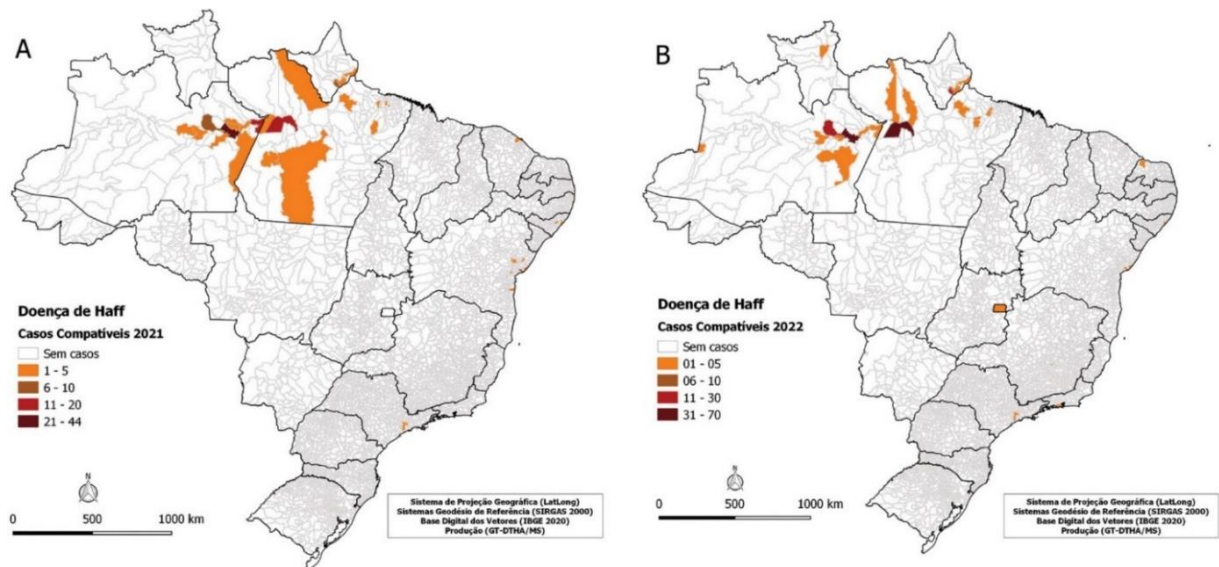 A
Doença de Haff
Casos Compatíveis 2021
Sem casos
1 - 5
6 - 10
11 - 20
21 - 44
N
0 500 1000 km
Sistema de Projeção Geográfica (LatLong)
Sistemas Geodésio de Referência (SIRGAS 2000)
Base Digital dos Vetores (IBGE 2020)
Produção (GT-DTHA/MS)
B
Doença de Haff
Casos Compatíveis 2022
Sem casos
01 - 05
06 - 10
11 - 30
31 - 70
N
0 500 1000 km
Sistema de Projeção Geográfica (LatLong)
Sistemas Geodésio de Referência (SIRGAS 2000)
Base Digital dos Vetores (IBGE 2020)
Produção (GT-DTHA/MS)